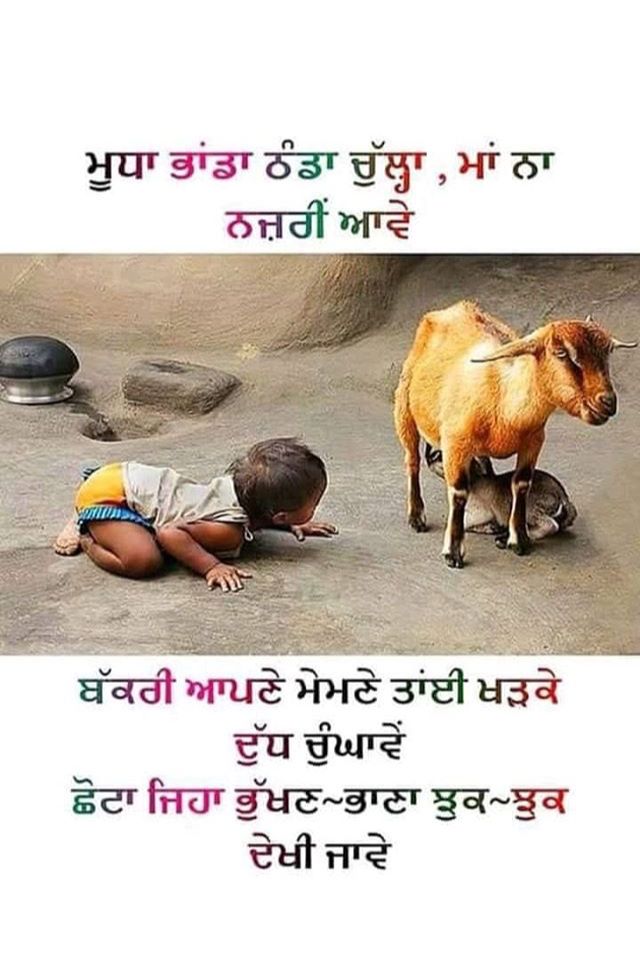 ਮੂਧਾ ਭਾਂਡਾ ਠੰਡਾ ਚੁੱਲ੍ਹਾ , ਮਾਂ ਨਾ
ਨਜ਼ਰੀਂ ਆਵੇ
ਬੱਕਰੀ ਆਪਣੇ ਮੇਮਣੇ ਤਾਂਈ ਖੜਕੇ
ਦੁੱਧ ਚੁੰਘਾਵੇਂ
ਛੋਟਾ ਜਿਹਾ ਭੁੱਖਣ~ਭਾਣਾ ਝੁਕ~ਝੁਕ
ਦੇਖੀ ਜਾਵੇ